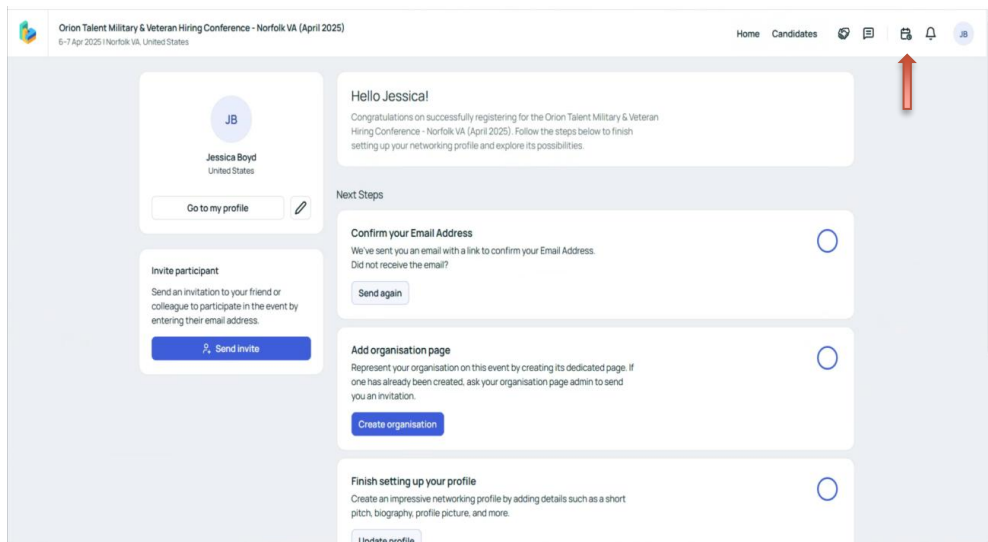 Orion Talent Military & Veteran Hiring Conference - Norfolk VA (April 2025)
6-7 Apr 2025 | Norfolk VA, United States
Home Candidates
JB
JB
Jessica Boyd
United States
Go to my profile
Invite participant
Send an invitation to your friend or
colleague to participate in the event by
entering their email address.
Send invite
Hello Jessica!
Congratulations on successfully registering for the Orion Talent Military & Veteran
Hiring Conference - Norfolk VA (April 2025). Follow the steps below to finish
setting up your networking profile and explore its possibilities.
Next Steps
Confirm your Email Address
We've sent you an email with a link to confirm your Email Address.
Did not receive the email?
Send again
Add organisation page
Represent your organisation on this event by creating its dedicated page. If
one has already been created, ask your organisation page admin to send
you an invitation.
Create organisation
Finish setting up your profile
Create an impressive networking profile by adding details such as a short
pitch, biography, profile picture, and more.
Update profile